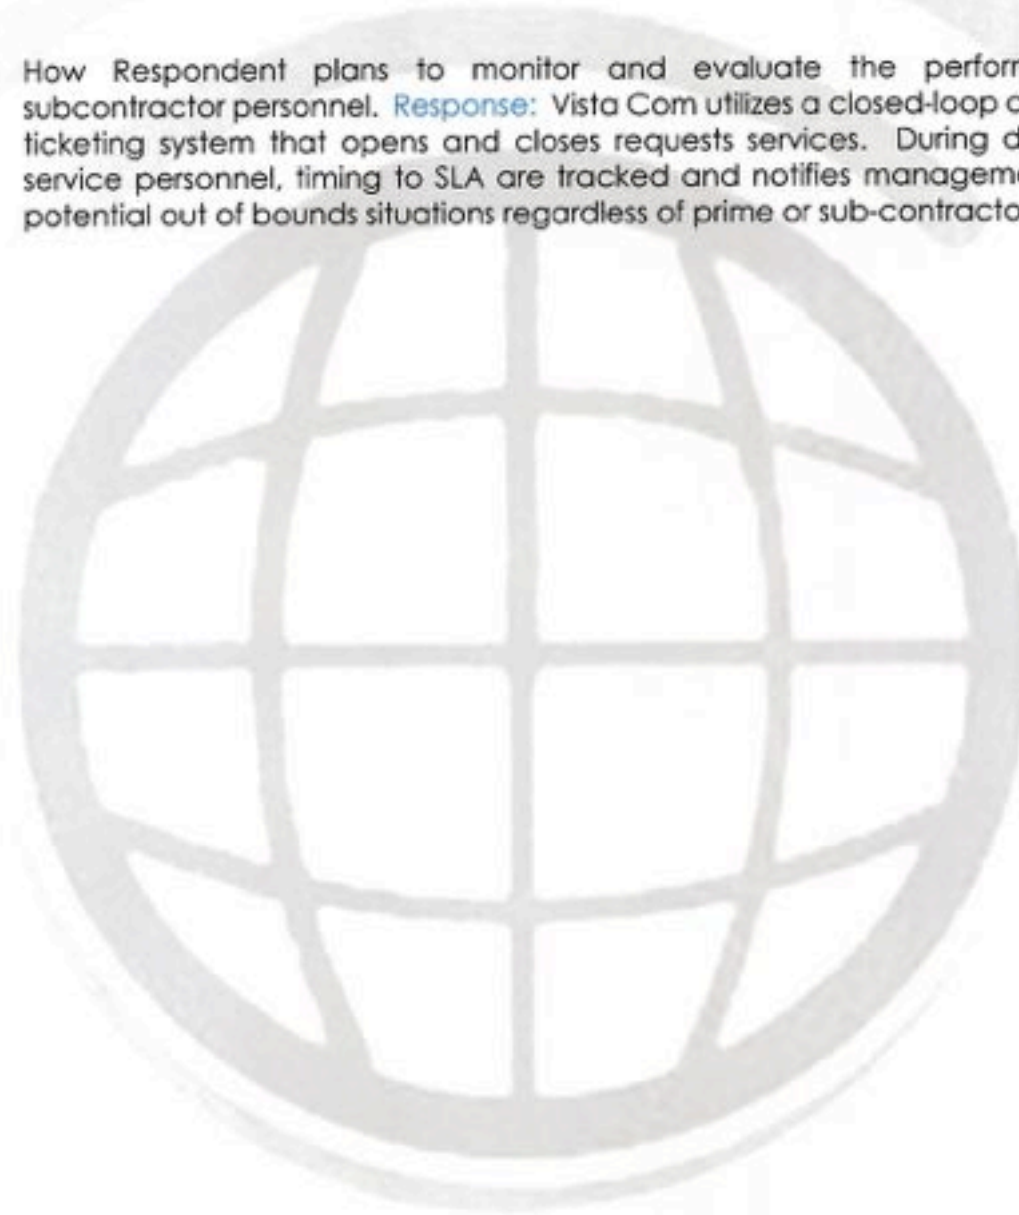 How Respondent plans to monitor and evaluate the perform
subcontractor personnel. Response: Vista Com utilizes a closed-loop
ticketing system that opens and closes requests services. During d
service personnel, timing to SLA are tracked and notifies manageme
potential out of bounds situations regardless of prime or sub-contracto